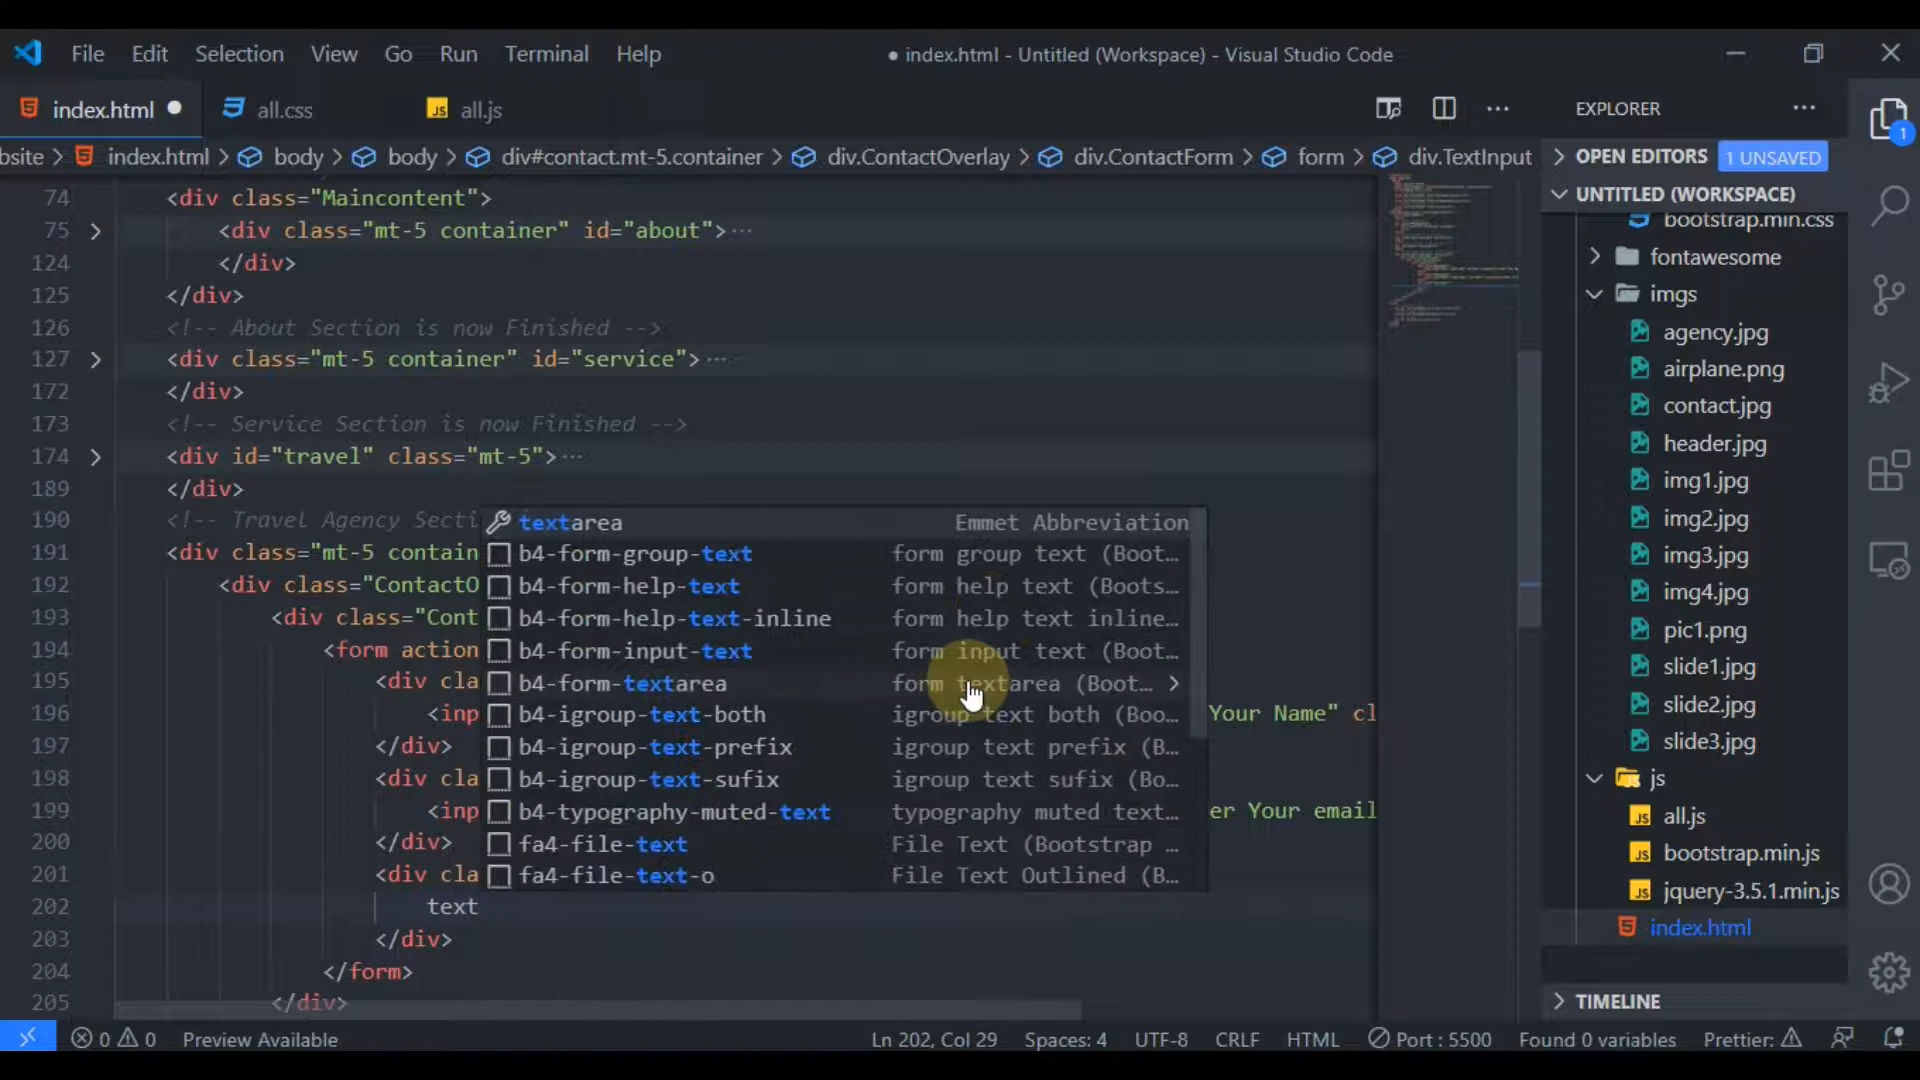 File Edit Selection View Go Run Terminal Help
● index.html - Untitled (Workspace) - Visual Studio Code
index.html ● all.css JS all.js
EXPLORER
bsite > index.html > body > body > div#contact.mt-5.container > div.ContactOverlay > div.ContactForm > form > div.TextInput
74 <div class="Maincontent">
75 <div class="mt-5 container" id="about">…
124 </div>
125 </div>
126 <!-- About Section is now Finished -->
127 <div class="mt-5 container" id="service">…
172 </div>
173 <!-- Service Section is now Finished -->
174 <div id="travel" class="mt-5">…
189 </div>
190 <!-- Travel Agency Secti
191 <div class="mt-5 contain
192 <div class="ContactO
193 <div class="Cont
194 <form action
195 <div cla
196 <inp Your Name" cl
197 </div>
198 <div cla
199 <inp er Your email
200 </div>
201 <div cla
202 text
203 </div>
204 </form>
205 </div>
textarea Emmet Abbreviation
b4-form-group-text form group text (Boot…
b4-form-help-text form help text (Boots…
b4-form-help-text-inline form help text inline…
b4-form-input-text form input text (Boot…
b4-form-textarea form textarea (Boot… >
b4-igroup-text-both igroup text both (Boo…
b4-igroup-text-prefix igroup text prefix (B…
b4-igroup-text-sufix igroup text sufix (Bo…
b4-typography-muted-text typography muted text…
fa4-file-text File Text (Bootstrap …
fa4-file-text-o File Text Outlined (B…
OPEN EDITORS 1 UNSAVED
UNTITLED (WORKSPACE)
bootstrap.min.css
fontawesome
imgs
agency.jpg
airplane.png
contact.jpg
header.jpg
img1.jpg
img2.jpg
img3.jpg
img4.jpg
pic1.png
slide1.jpg
slide2.jpg
slide3.jpg
js
JS all.js
JS bootstrap.min.js
JS jquery-3.5.1.min.js
index.html
TIMELINE
1
0 0 Preview Available
Ln 202, Col 29 Spaces: 4 UTF-8 CRLF HTML Port : 5500 Found 0 variables Prettier: